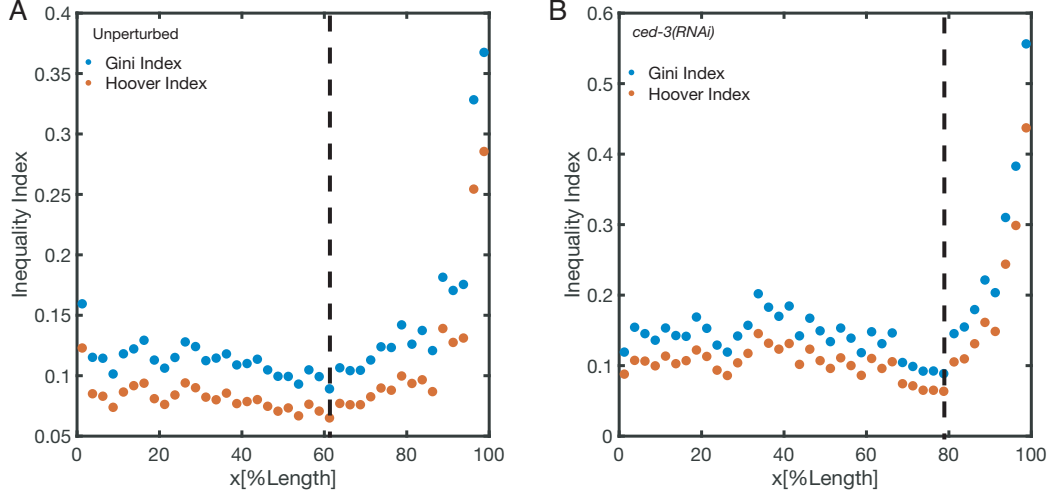 A
Unperturbed
Gini Index
Hoover Index
Inequality Index
0.4
0.35
0.3
0.25
0.2
0.15
0.1
0.05
0 20 40 60 80 100
x[%Length]
B
ced-3(RNAi)
Gini Index
Hoover Index
Inequality Index
0.6
0.5
0.4
0.3
0.2
0.1
0
0 20 40 60 80 100
x[%Length]